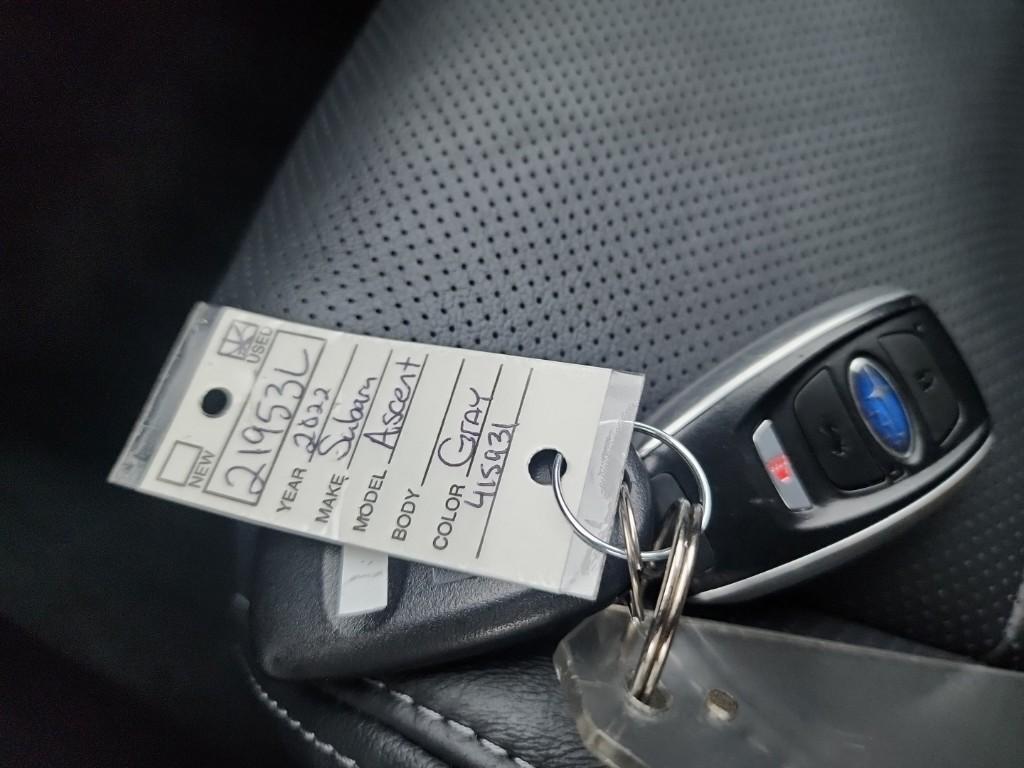 NEW
USED
21953L
YEAR 2022
MAKE Subaru
MODEL Ascent
BODY
COLOR Gray
415931